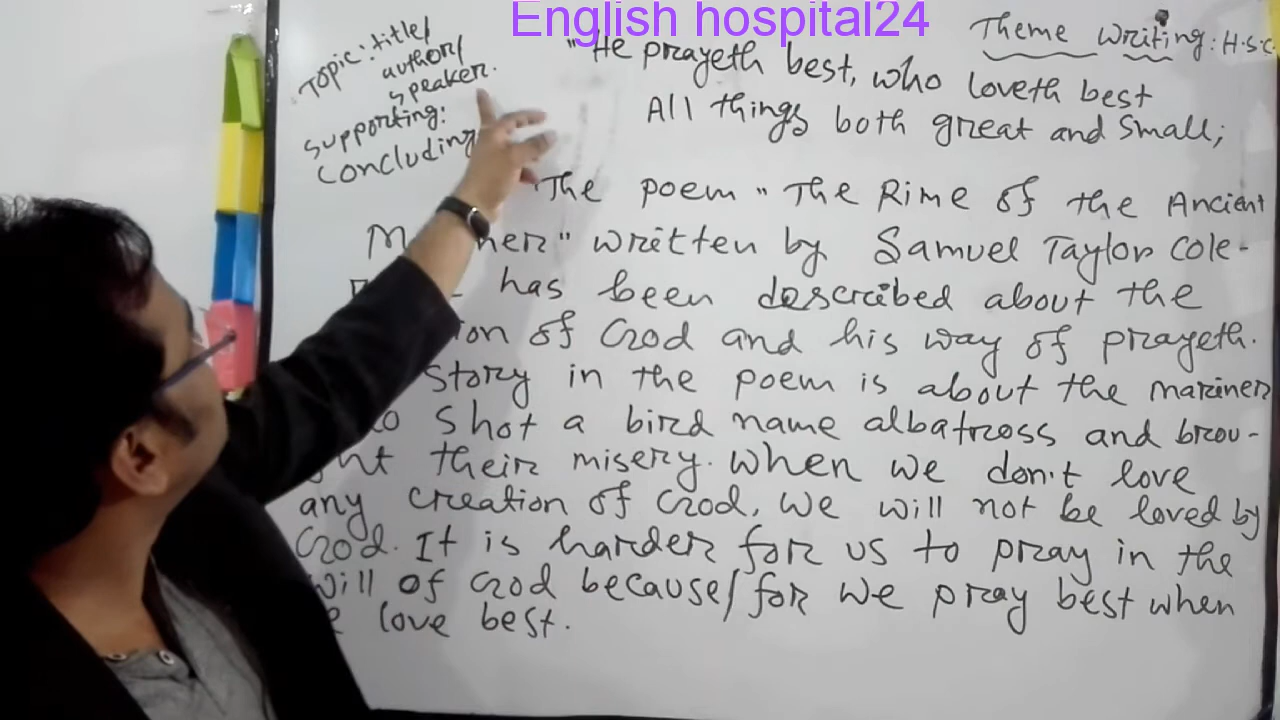 English hospital24
Theme Writing: H.S.C
Topic: title/
author/
speaker.
supporting:
concluding
"He prayeth best, who loveth best
All things both great and small;
The poem "The Rime of the Ancient
M ner" written by Samuel Taylor Cole-
has been described about the
ion of God and his way of prayeth.
story in the poem is about the mariner
shot a bird name albatross and brou-
ght their misery. When we don't love
any creation of God, we will not be loved by
God. It is harder for us to pray in the
will of God because/for we pray best when
love best.